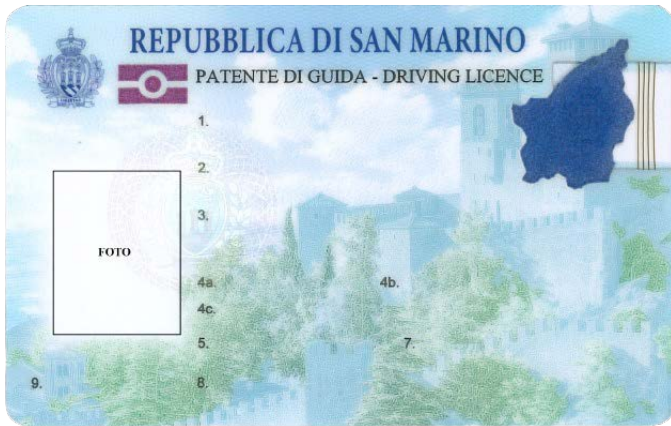 REPUBBLICA DI SAN MARINO
PATENTE DI GUIDA - DRIVING LICENCE
1.
2.
3.
FOTO
4a.
4b.
4c.
5.
7.
9.
8.